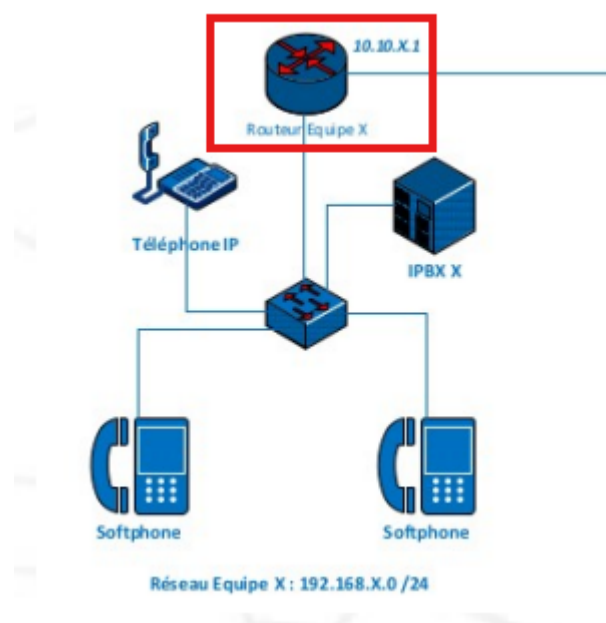 10.10.X.1
Routeur Equipe X
Téléphone IP
IPBX X
Softphone
Softphone
Réseau Equipe X : 192.168.X.0 /24